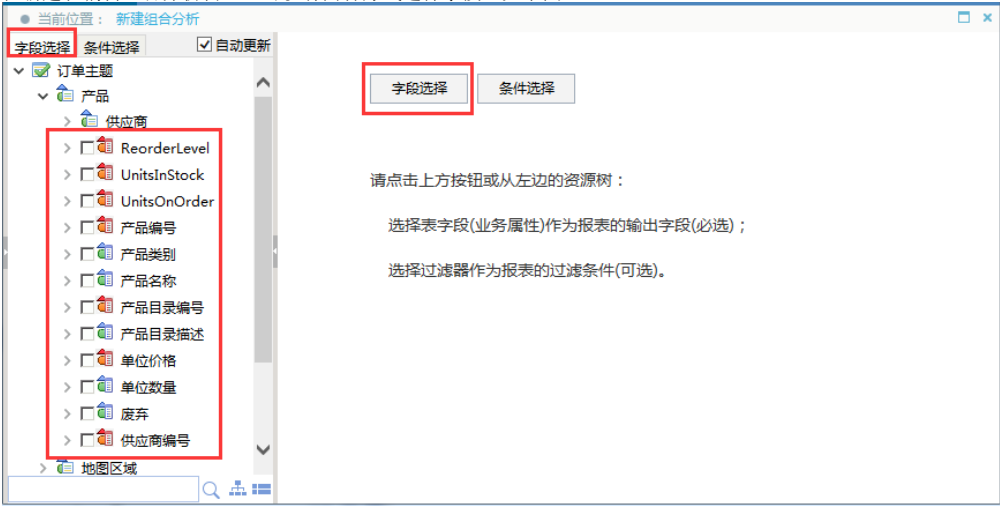 当前位置： 新建组合分析
字段选择 条件选择 自动更新
订单主题
产品
供应商
ReorderLevel
UnitsInStock
UnitsOnOrder
产品编号
产品类别
产品名称
产品目录编号
产品目录描述
单位价格
单位数量
废弃
供应商编号
地图区域
字段选择 条件选择
请点击上方按钮或从左边的资源树：
选择表字段(业务属性)作为报表的输出字段(必选)；
选择过滤器作为报表的过滤条件(可选)。